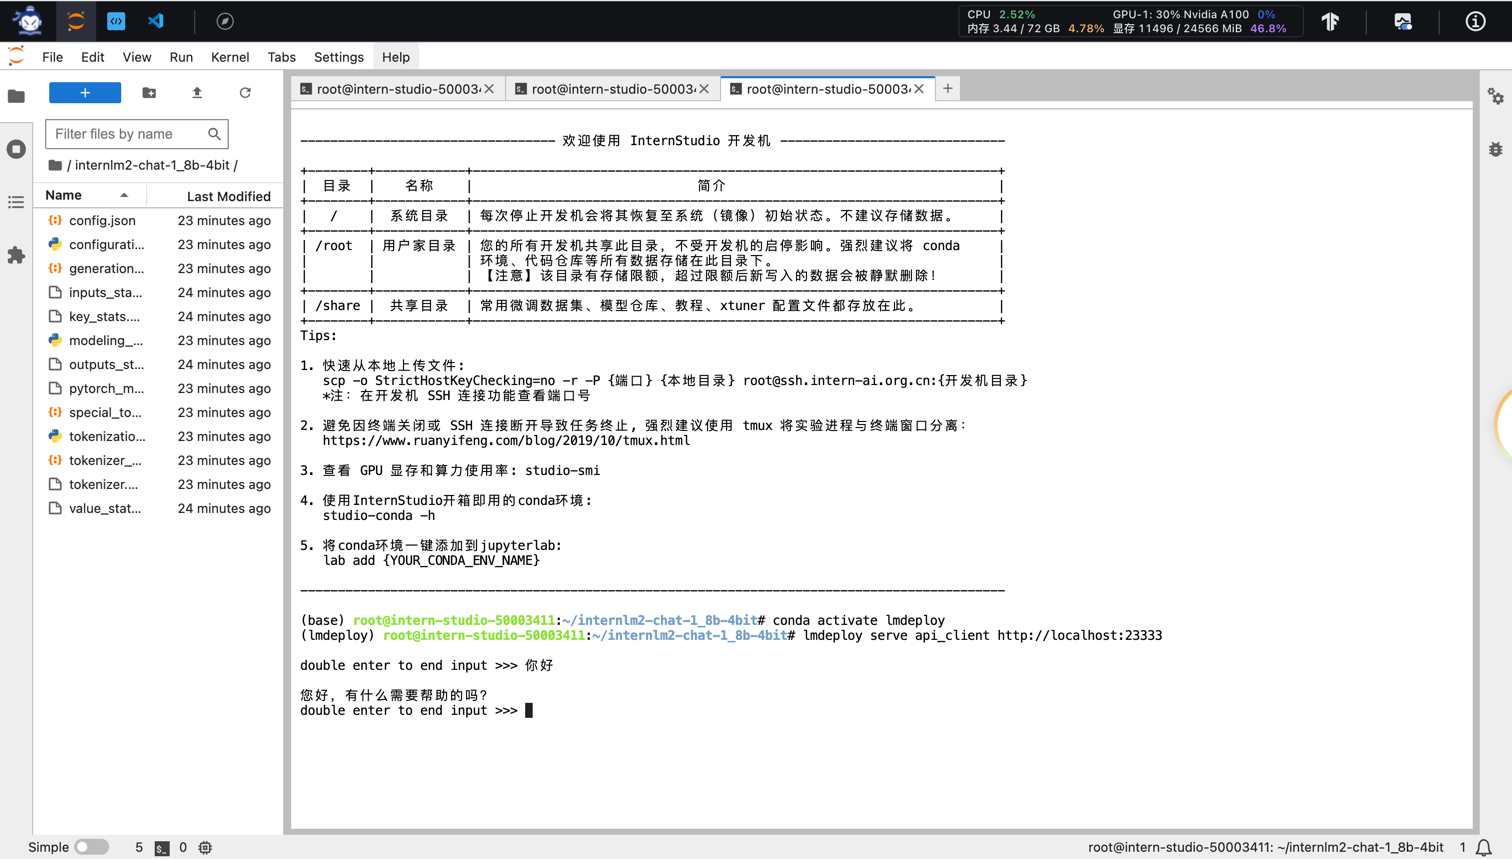 CPU 2.52% GPU-1: 30% Nvidia A100 0%
内存 3.44 / 72 GB 4.78% 显存 11496 / 24566 MiB 46.8%
File Edit View Run Kernel Tabs Settings Help
root@intern-studio-50003 root@intern-studio-50003 root@intern-studio-50003
Filter files by name
/ internlm2-chat-1_8b-4bit /
Name Last Modified
config.json 23 minutes ago
configurati... 23 minutes ago
generation... 23 minutes ago
inputs_sta... 24 minutes ago
key_stats.... 24 minutes ago
modeling_... 23 minutes ago
outputs_st... 24 minutes ago
pytorch_m... 23 minutes ago
special_to... 23 minutes ago
tokenizatio... 23 minutes ago
tokenizer_... 23 minutes ago
tokenizer.... 23 minutes ago
value_stat... 24 minutes ago
欢迎使用 InternStudio 开发机
| 目录 | 名称 | 简介 |
| / | 系统目录 | 每次停止开发机会将其恢复至系统（镜像）初始状态。不建议存储数据。 |
| /root | 用户家目录 | 您的所有开发机共享此目录，不受开发机的启停影响。强烈建议将 conda |
| | | 环境、代码仓库等所有数据存储在此目录下。 |
| | | 【注意】该目录有存储限额，超过限额后新写入的数据会被静默删除！ |
| /share | 共享目录 | 常用微调数据集、模型仓库、教程、xtuner 配置文件都存放在此。 |
Tips:
1. 快速从本地上传文件:
scp -o StrictHostKeyChecking=no -r -P {端口} {本地目录} root@ssh.intern-ai.org.cn:{开发机目录}
*注: 在开发机 SSH 连接功能查看端口号
2. 避免因终端关闭或 SSH 连接断开导致任务终止, 强烈建议使用 tmux 将实验进程与终端窗口分离:
https://www.ruanyifeng.com/blog/2019/10/tmux.html
3. 查看 GPU 显存和算力使用率: studio-smi
4. 使用InternStudio开箱即用的conda环境:
studio-conda -h
5. 将conda环境一键添加到jupyterlab:
lab add {YOUR_CONDA_ENV_NAME}
(base) root@intern-studio-50003411:~/internlm2-chat-1_8b-4bit# conda activate lmdeploy
(lmdeploy) root@intern-studio-50003411:~/internlm2-chat-1_8b-4bit# lmdeploy serve api_client http://localhost:23333
double enter to end input >>> 你好
您好，有什么需要帮助的吗？
double enter to end input >>>
Simple 5 0 root@intern-studio-50003411: ~/internlm2-chat-1_8b-4bit 1